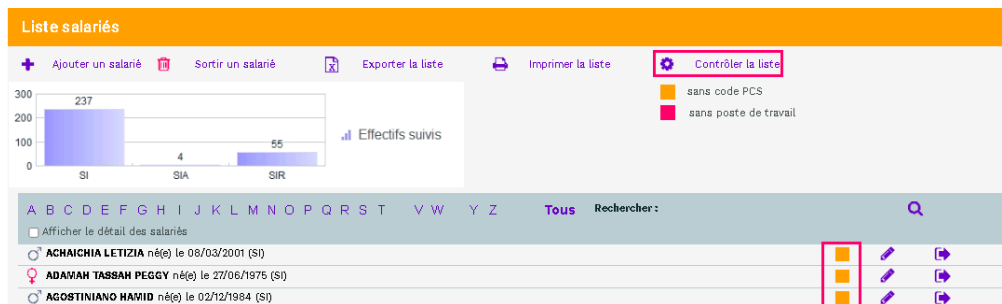 Liste salariés
Ajouter un salarié Sortir un salarié Exporter la liste Imprimer la liste Contrôler la liste
sans code PCS
sans poste de travail
300
200
100
0
237
4
55
SI SIA SIR
Effectifs suivis
A B C D E F G H I J K L M N O P Q R S T V W Y Z Tous Rechercher :
Afficher le détail des salariés
ACHAICHIA LETIZIA né(e) le 08/03/2001 (SI)
ADAMAH TASSAH PEGGY né(e) le 27/06/1975 (SI)
AGOSTINIANO HAMID né(e) le 02/12/1984 (SI)